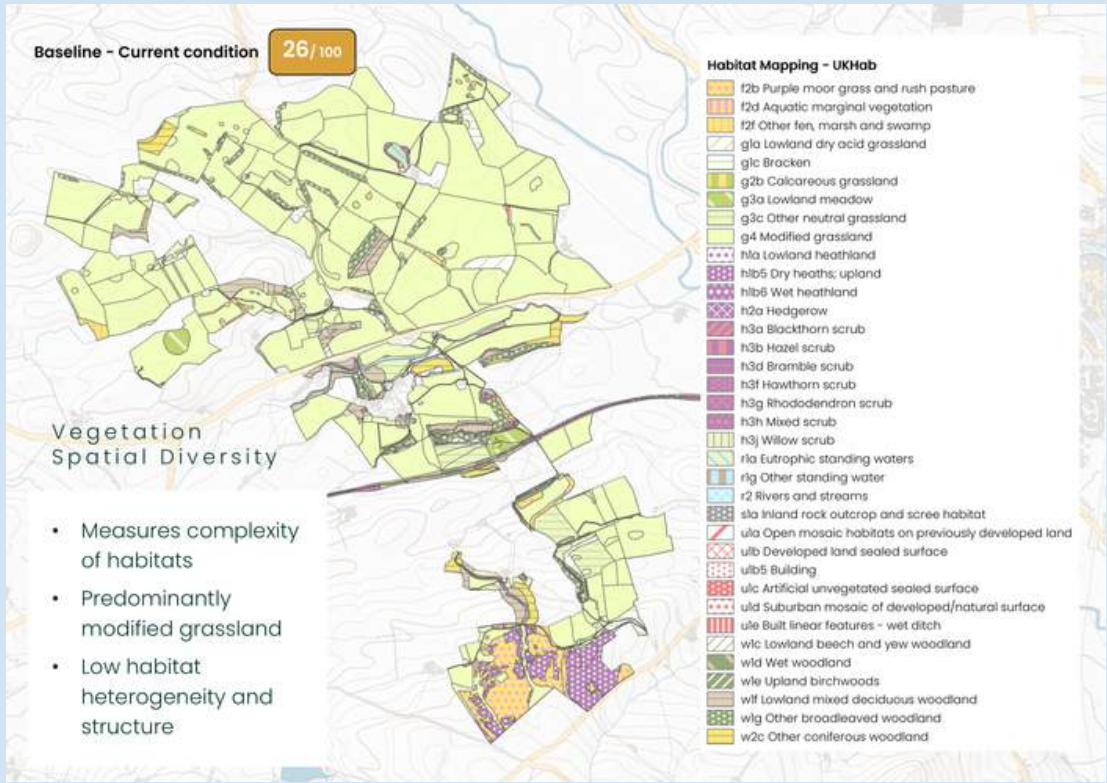 Baseline - Current condition
26/100
Vegetation
Spatial Diversity
• Measures complexity
of habitats
• Predominantly
modified grassland
• Low habitat
heterogeneity and
structure
Habitat Mapping - UKHab
f2b Purple moor grass and rush pasture
f2d Aquatic marginal vegetation
f2f Other fen, marsh and swamp
g1a Lowland dry acid grassland
g1c Bracken
g2b Calcareous grassland
g3a Lowland meadow
g3c Other neutral grassland
g4 Modified grassland
h1a Lowland heathland
h1b5 Dry heaths; upland
h1b6 Wet heathland
h2a Hedgerow
h3a Blackthorn scrub
h3b Hazel scrub
h3d Bramble scrub
h3f Hawthorn scrub
h3g Rhododendron scrub
h3h Mixed scrub
h3j Willow scrub
r1a Eutrophic standing waters
r1g Other standing water
r2 Rivers and streams
s1a Inland rock outcrop and scree habitat
u1a Open mosaic habitats on previously developed land
u1b Developed land sealed surface
u1b5 Building
u1c Artificial unvegetated sealed surface
u1d Suburban mosaic of developed/natural surface
u1e Built linear features - wet ditch
w1c Lowland beech and yew woodland
w1d Wet woodland
w1e Upland birchwoods
w1f Lowland mixed deciduous woodland
w1g Other broadleaved woodland
w2c Other coniferous woodland